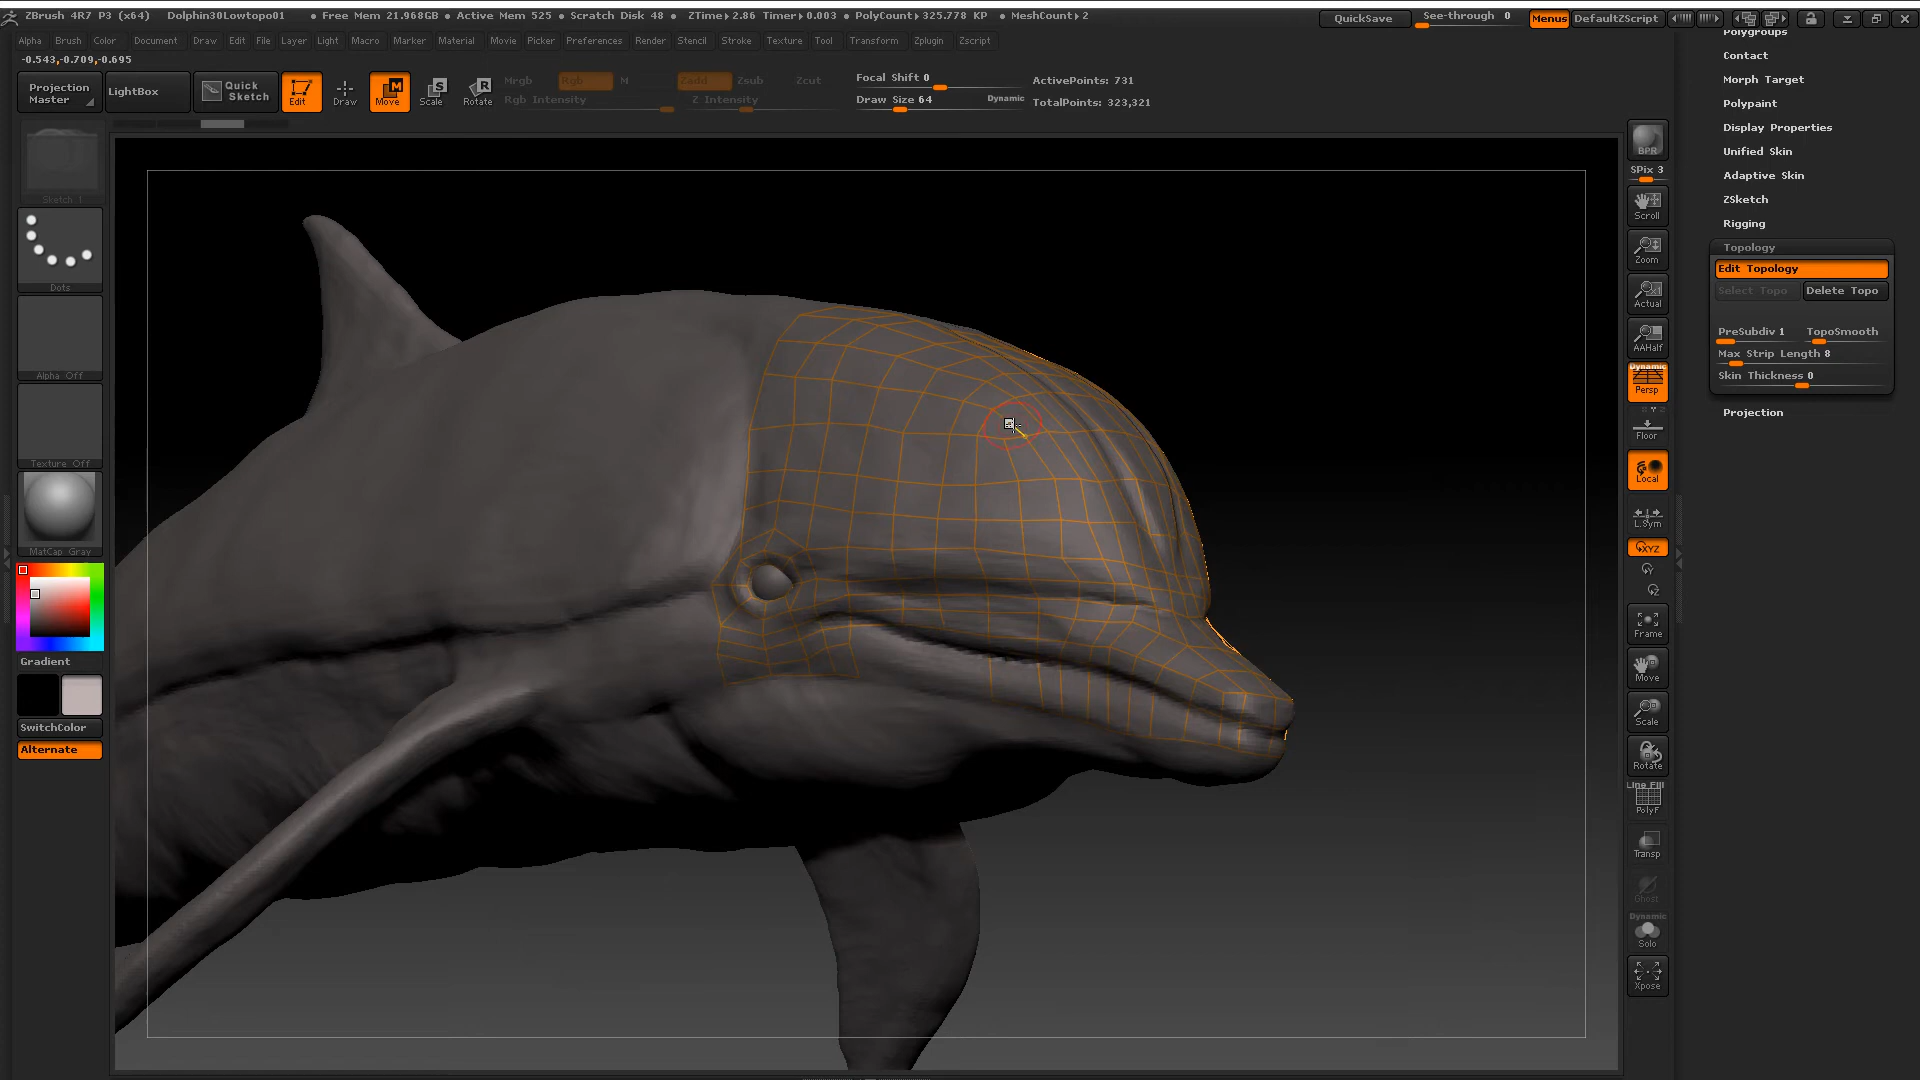 ZBrush 4R7 P3 (x64) Dolphin30Lowtopo01 • Free Mem 21.968GB • Active Mem 525 • Scratch Disk 48 • ZTime▸2.86 Timer▸0.003 • PolyCount▸325.778 KP • MeshCount▸2
QuickSave See-through 0 Menus DefaultZScript
Alpha Brush Color Document Draw Edit File Layer Light Macro Marker Material Movie Picker Preferences Render Stencil Stroke Texture Tool Transform Zplugin Zscript
-0.543,-0.709,-0.695
Projection Master
LightBox
Quick Sketch
Edit
Draw
Move
Scale
Rotate
Mrgb Rgb M Zadd Zsub Zcut
Rgb Intensity Z Intensity
Focal Shift 0
Draw Size 64 Dynamic
ActivePoints: 731
TotalPoints: 323,321
Sketch 1
Dots
Alpha Off
Texture Off
MatCap Gray
Gradient
SwitchColor
Alternate
BPR
SPix 3
Scroll
Zoom
Actual
AAHalf
Dynamic
Persp
Floor
Local
L.Sym
XYZ
Frame
Move
Scale
Rotate
Line Fill
PolyF
Transp
Ghost
Dynamic
Solo
Xpose
Polygroups
Contact
Morph Target
Polypaint
Display Properties
Unified Skin
Adaptive Skin
ZSketch
Rigging
Topology
Edit Topology
Select Topo Delete Topo
PreSubdiv 1 TopoSmooth
Max Strip Length 8
Skin Thickness 0
Projection